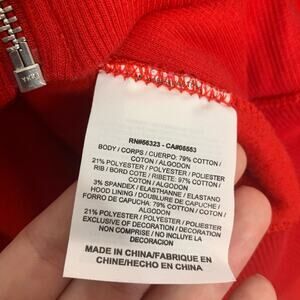 RN#56323 - CA#05553
BODY / CORPS / CUERPO: 79% COTTON /
COTON / ALGODON
21% POLYESTER / POLYESTER / POLIESTER
RIB / BORD COTE / RIBETE: 97% COTTON /
COTON / ALGODON
3% SPANDEX / ELASTHANNE / ELASTANO
HOOD LINING / DOUBLURE DE CAPUCHE /
FORRO DE CAPUCHA: 79% COTTON / COTON /
ALGODON
21% POLYESTER / POLYESTER / POLIESTER
EXCLUSIVE OF DECORATION / DECORATION
NON COMPRISE / NO INCLUYE LA
DECORACION
MADE IN CHINA/FABRIQUE EN
CHINE/HECHO EN CHINA